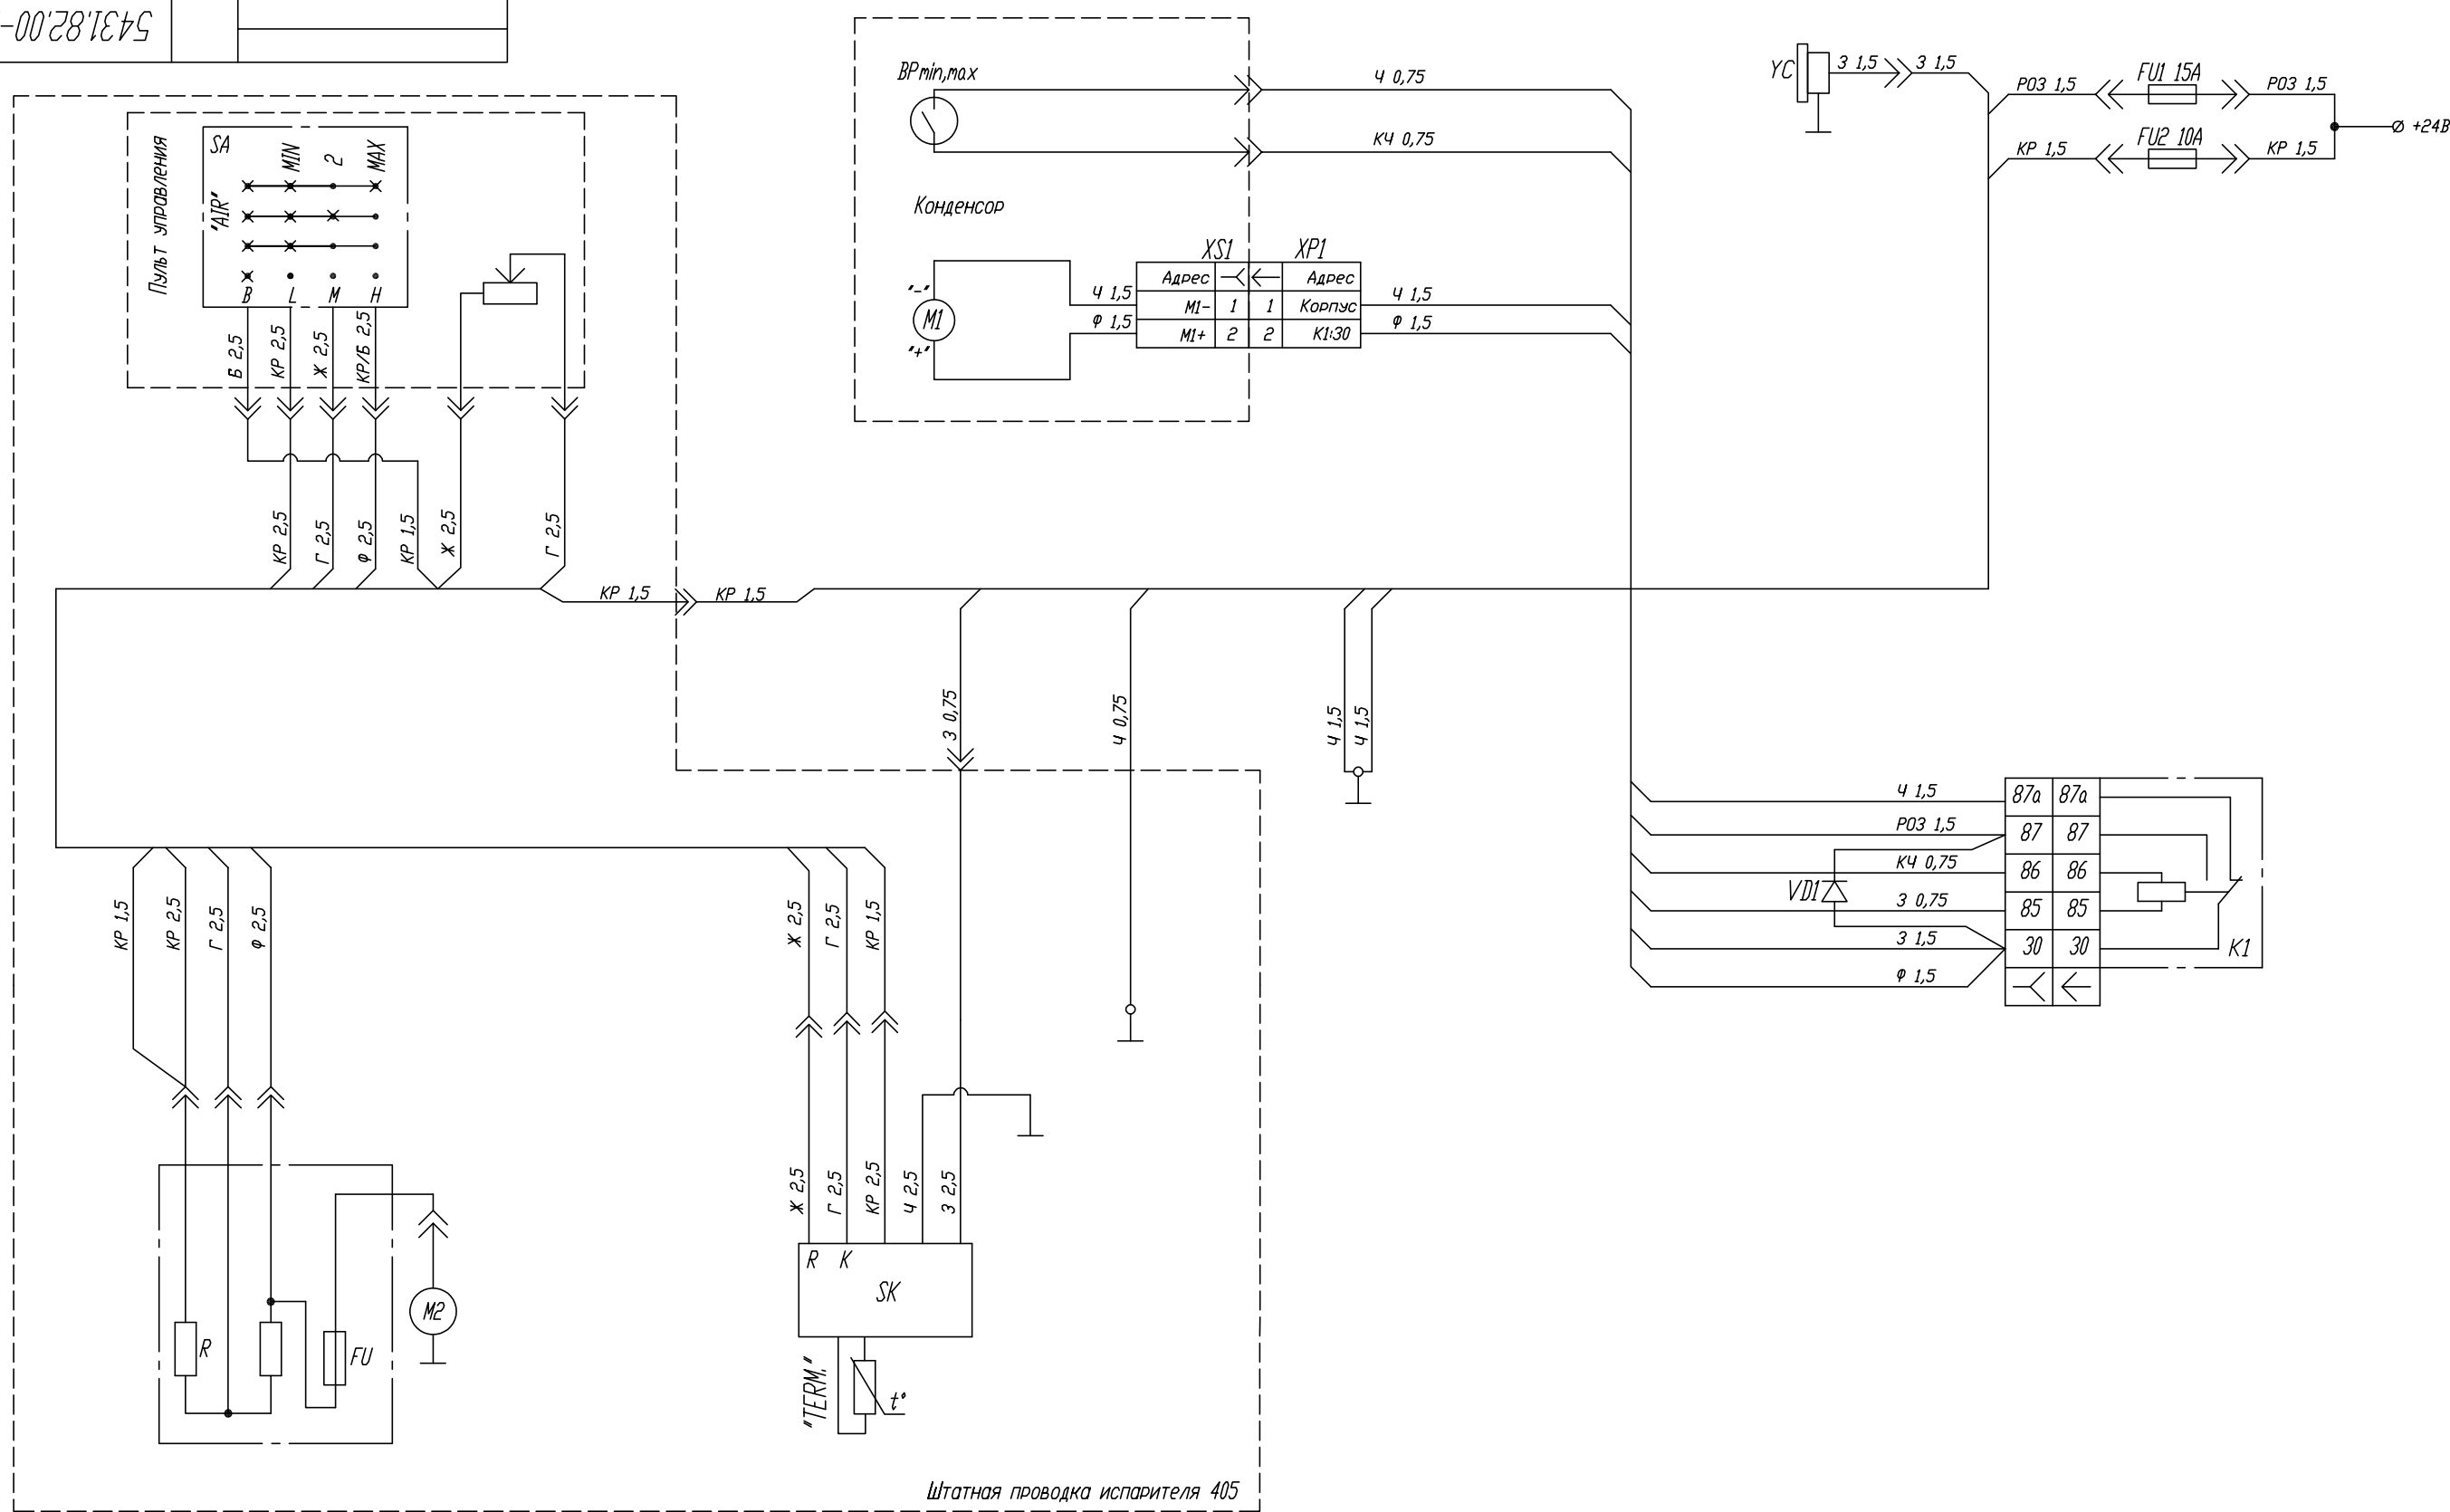 5431.82.00-
BPmin,max
Ч 0,75
КЧ 0,75
YC
З 1,5
З 1,5
РОЗ 1,5
FU1 15А
РОЗ 1,5
КР 1,5
FU2 10А
КР 1,5
+24В
Пульт управления
SA
MIN
2
MAX
"AIR"
B
L
M
H
Б 2,5
КР 2,5
Ж 2,5
КР/Б 2,5
Конденсор
"-"
М1
"+"
Ч 1,5
Ф 1,5
XS1
XP1
Адрес
Адрес
М1-
1
1
Корпус
М1+
2
2
К1:30
Ч 1,5
Ф 1,5
КР 2,5
Г 2,5
Ф 2,5
КР 1,5
Ж 2,5
Г 2,5
КР 1,5
КР 1,5
З 0,75
Ч 0,75
Ч 1,5
Ч 1,5
Ч 1,5
РОЗ 1,5
КЧ 0,75
VD1
З 0,75
З 1,5
Ф 1,5
87а
87а
87
87
86
86
85
85
30
30
К1
КР 1,5
КР 2,5
Г 2,5
Ф 2,5
Ж 2,5
Г 2,5
КР 1,5
Ж 2,5
Г 2,5
КР 2,5
Ч 2,5
З 2,5
R
K
SK
R
FU
М2
"TERM."
t°
Штатная проводка испарителя 405